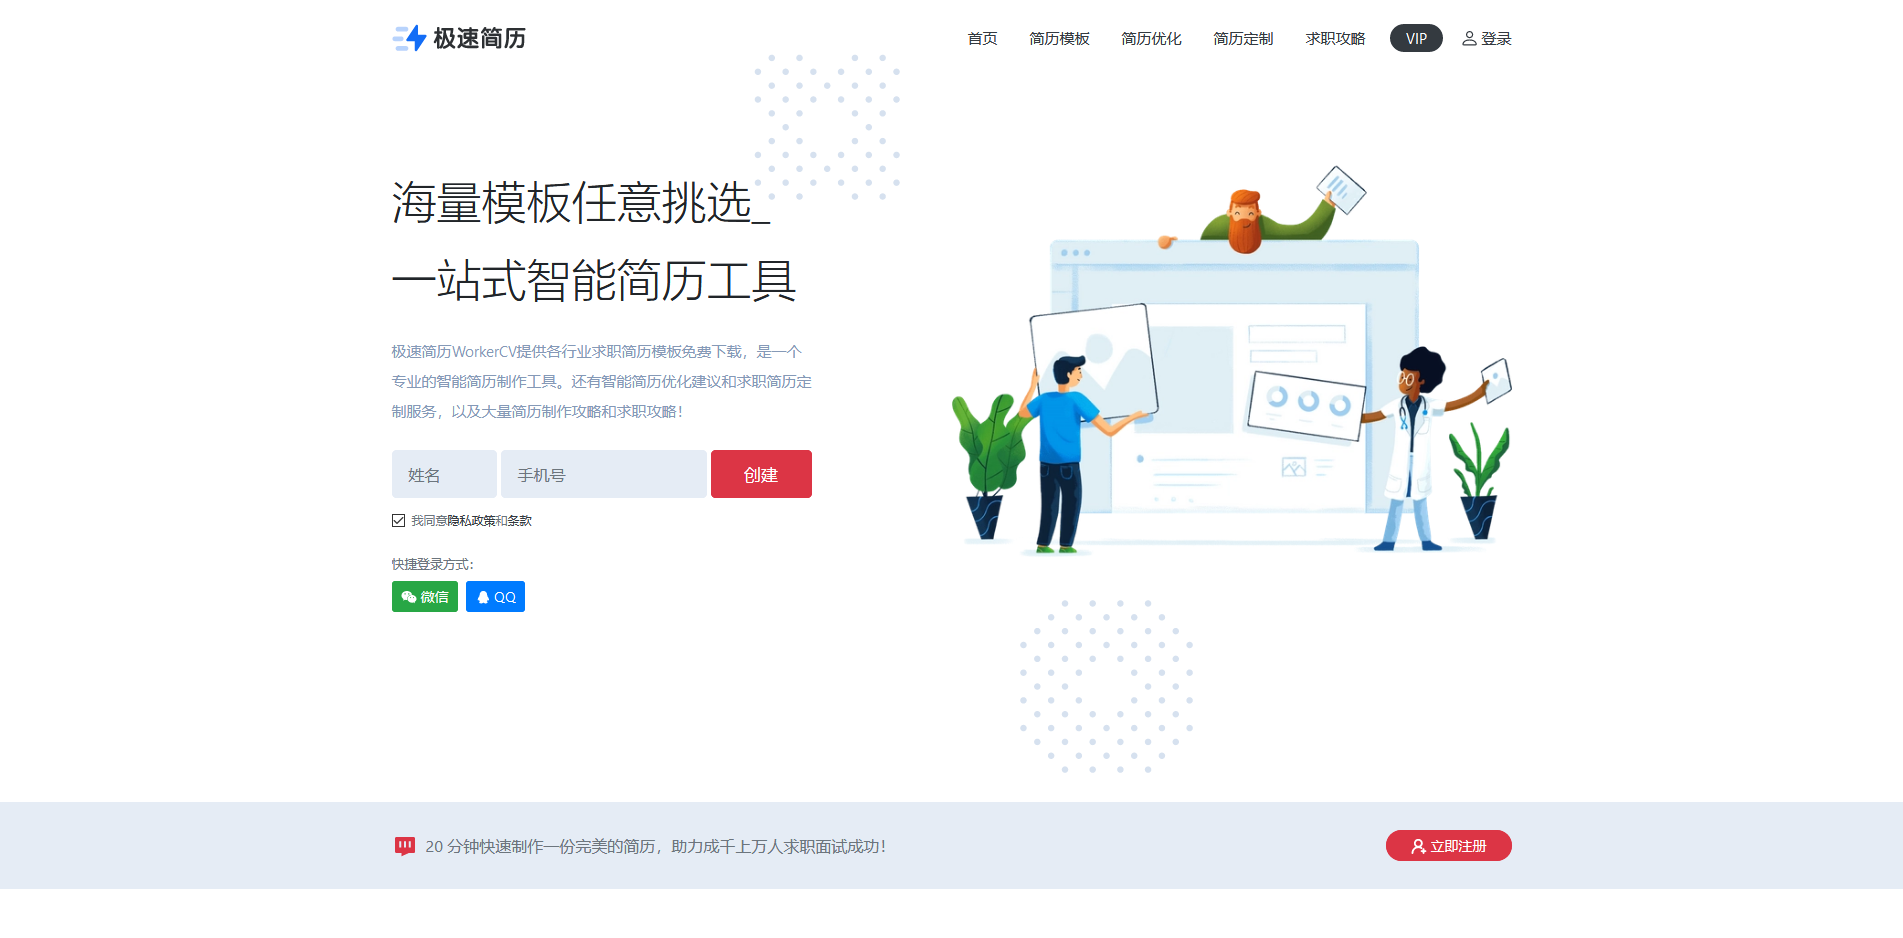 极速简历
首页 简历模板 简历优化 简历定制 求职攻略 VIP 登录
海量模板任意挑选_
一站式智能简历工具
极速简历WorkerCV提供各行业求职简历模板免费下载，是一个
专业的智能简历制作工具。还有智能简历优化建议和求职简历定
制服务，以及大量简历制作攻略和求职攻略！
姓名 手机号 创建
我同意隐私政策和条款
快捷登录方式：
微信 QQ
20 分钟快速制作一份完美的简历，助力成千上万人求职面试成功！
立即注册